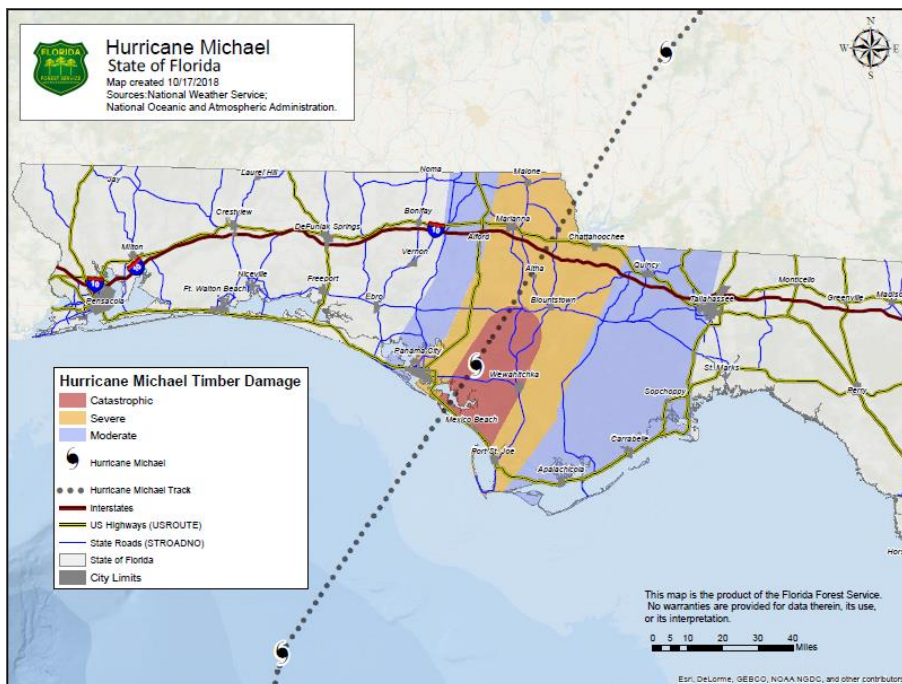 FLORIDA
FOREST SERVICE
Hurricane Michael
State of Florida
Map created 10/17/2018
Sources:National Weather Service;
National Oceanic and Atmospheric Administration.
N
W
E
S
Jay
Laurel Hill
Noma
Malone
Crestview
DeFuniak Springs
Bonifay
10
Marianna
Alford
Chattahoochee
Milton
10
Vernon
Altha
Quincy
10
Pensacola
Niceville
Freeport
Ft. Walton Beach
Ebro
Blountstown
Tallahassee
Monticello
Greenville
Madiso
Panama City
Wewahitchka
St. Marks
Perry
Sopchoppy
Mexico Beach
Port St. Joe
Carrabelle
Apalachicola
Hors
Hurricane Michael Timber Damage
Catastrophic
Severe
Moderate
Hurricane Michael
Hurricane Michael Track
Interstates
US Highways (USROUTE)
State Roads (STROADNO)
State of Florida
City Limits
This map is the product of the Florida Forest Service.
No warranties are provided for data therein, its use,
or its interpretation.
0 5 10 20 30 40
Miles
Esri, DeLorme, GEBCO, NOAA NGDC, and other contributors